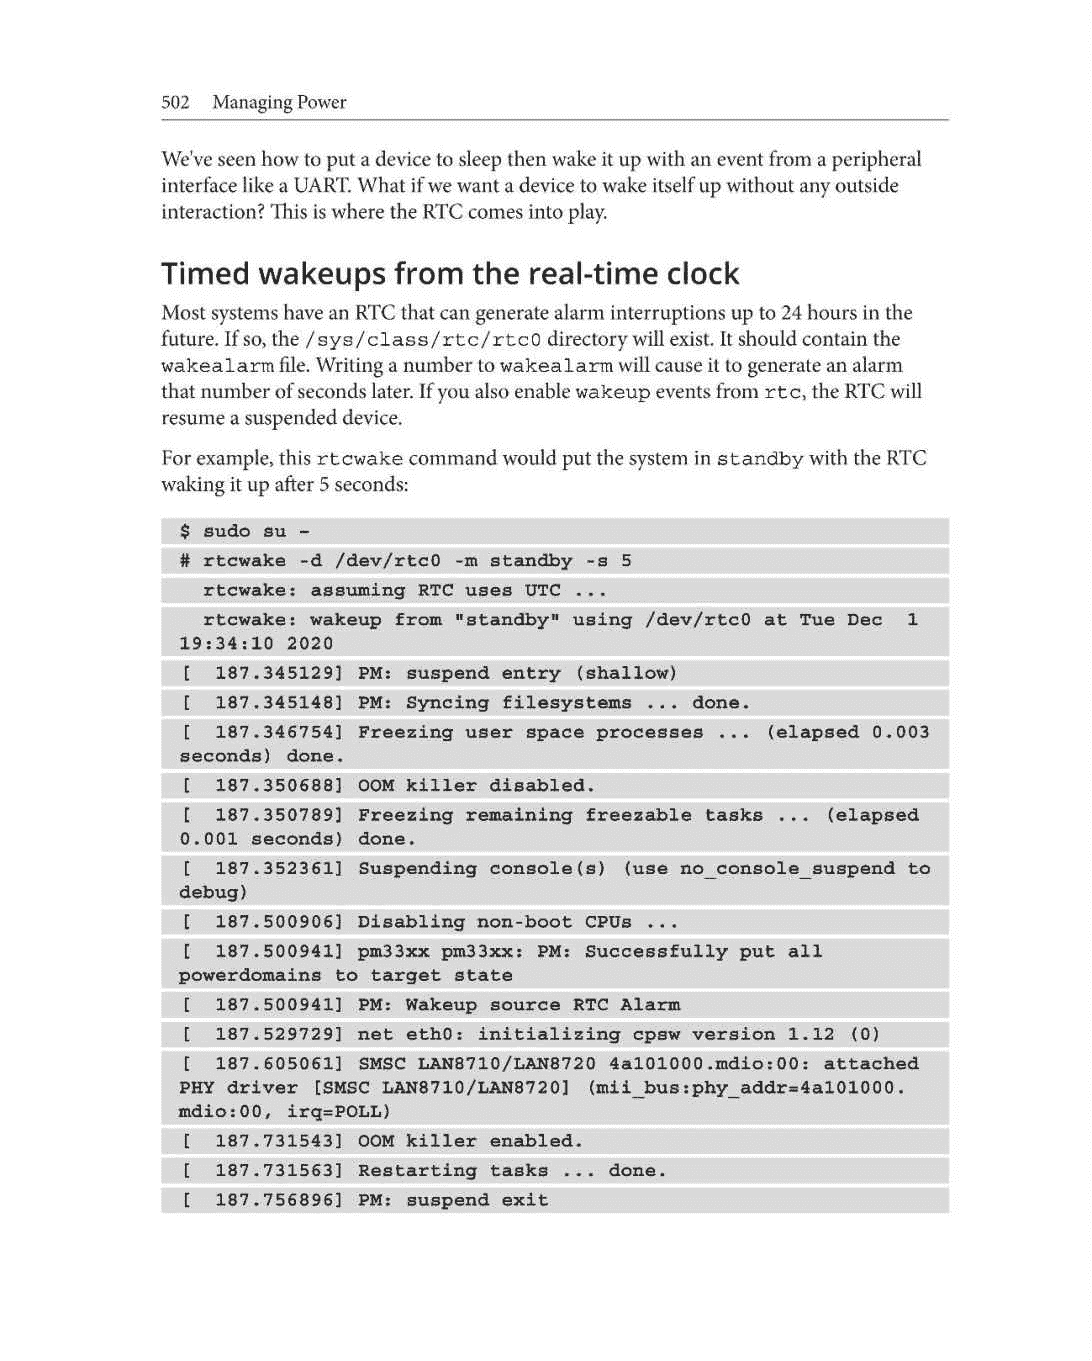 502 Managing Power
We've seen how to put a device to sleep then wake it up with an event from a peripheral
interface like a UART. What if we want a device to wake itself up without any outside
interaction? This is where the RTC comes into play.
Timed wakeups from the real-time clock
Most systems have an RTC that can generate alarm interruptions up to 24 hours in the
future. If so, the /sys/class/rtc/rtc0 directory will exist. It should contain the
wakealarm file. Writing a number to wakealarm will cause it to generate an alarm
that number of seconds later. If you also enable wakeup events from rtc, the RTC will
resume a suspended device.
For example, this rtcwake command would put the system in standby with the RTC
waking it up after 5 seconds:
$ sudo su -
# rtcwake -d /dev/rtc0 -m standby -s 5
rtcwake: assuming RTC uses UTC ...
rtcwake: wakeup from "standby" using /dev/rtc0 at Tue Dec  1
19:34:10 2020
[  187.345129] PM: suspend entry (shallow)
[  187.345148] PM: Syncing filesystems ... done.
[  187.346754] Freezing user space processes ... (elapsed 0.003
seconds) done.
[  187.350688] OOM killer disabled.
[  187.350789] Freezing remaining freezable tasks ... (elapsed
0.001 seconds) done.
[  187.352361] Suspending console(s) (use no_console_suspend to
debug)
[  187.500906] Disabling non-boot CPUs ...
[  187.500941] pm33xx pm33xx: PM: Successfully put all
powerdomains to target state
[  187.500941] PM: Wakeup source RTC Alarm
[  187.529729] net eth0: initializing cpsw version 1.12 (0)
[  187.605061] SMSC LAN8710/LAN8720 4a101000.mdio:00: attached
PHY driver [SMSC LAN8710/LAN8720] (mii_bus:phy_addr=4a101000.
mdio:00, irq=POLL)
[  187.731543] OOM killer enabled.
[  187.731563] Restarting tasks ... done.
[  187.756896] PM: suspend exit